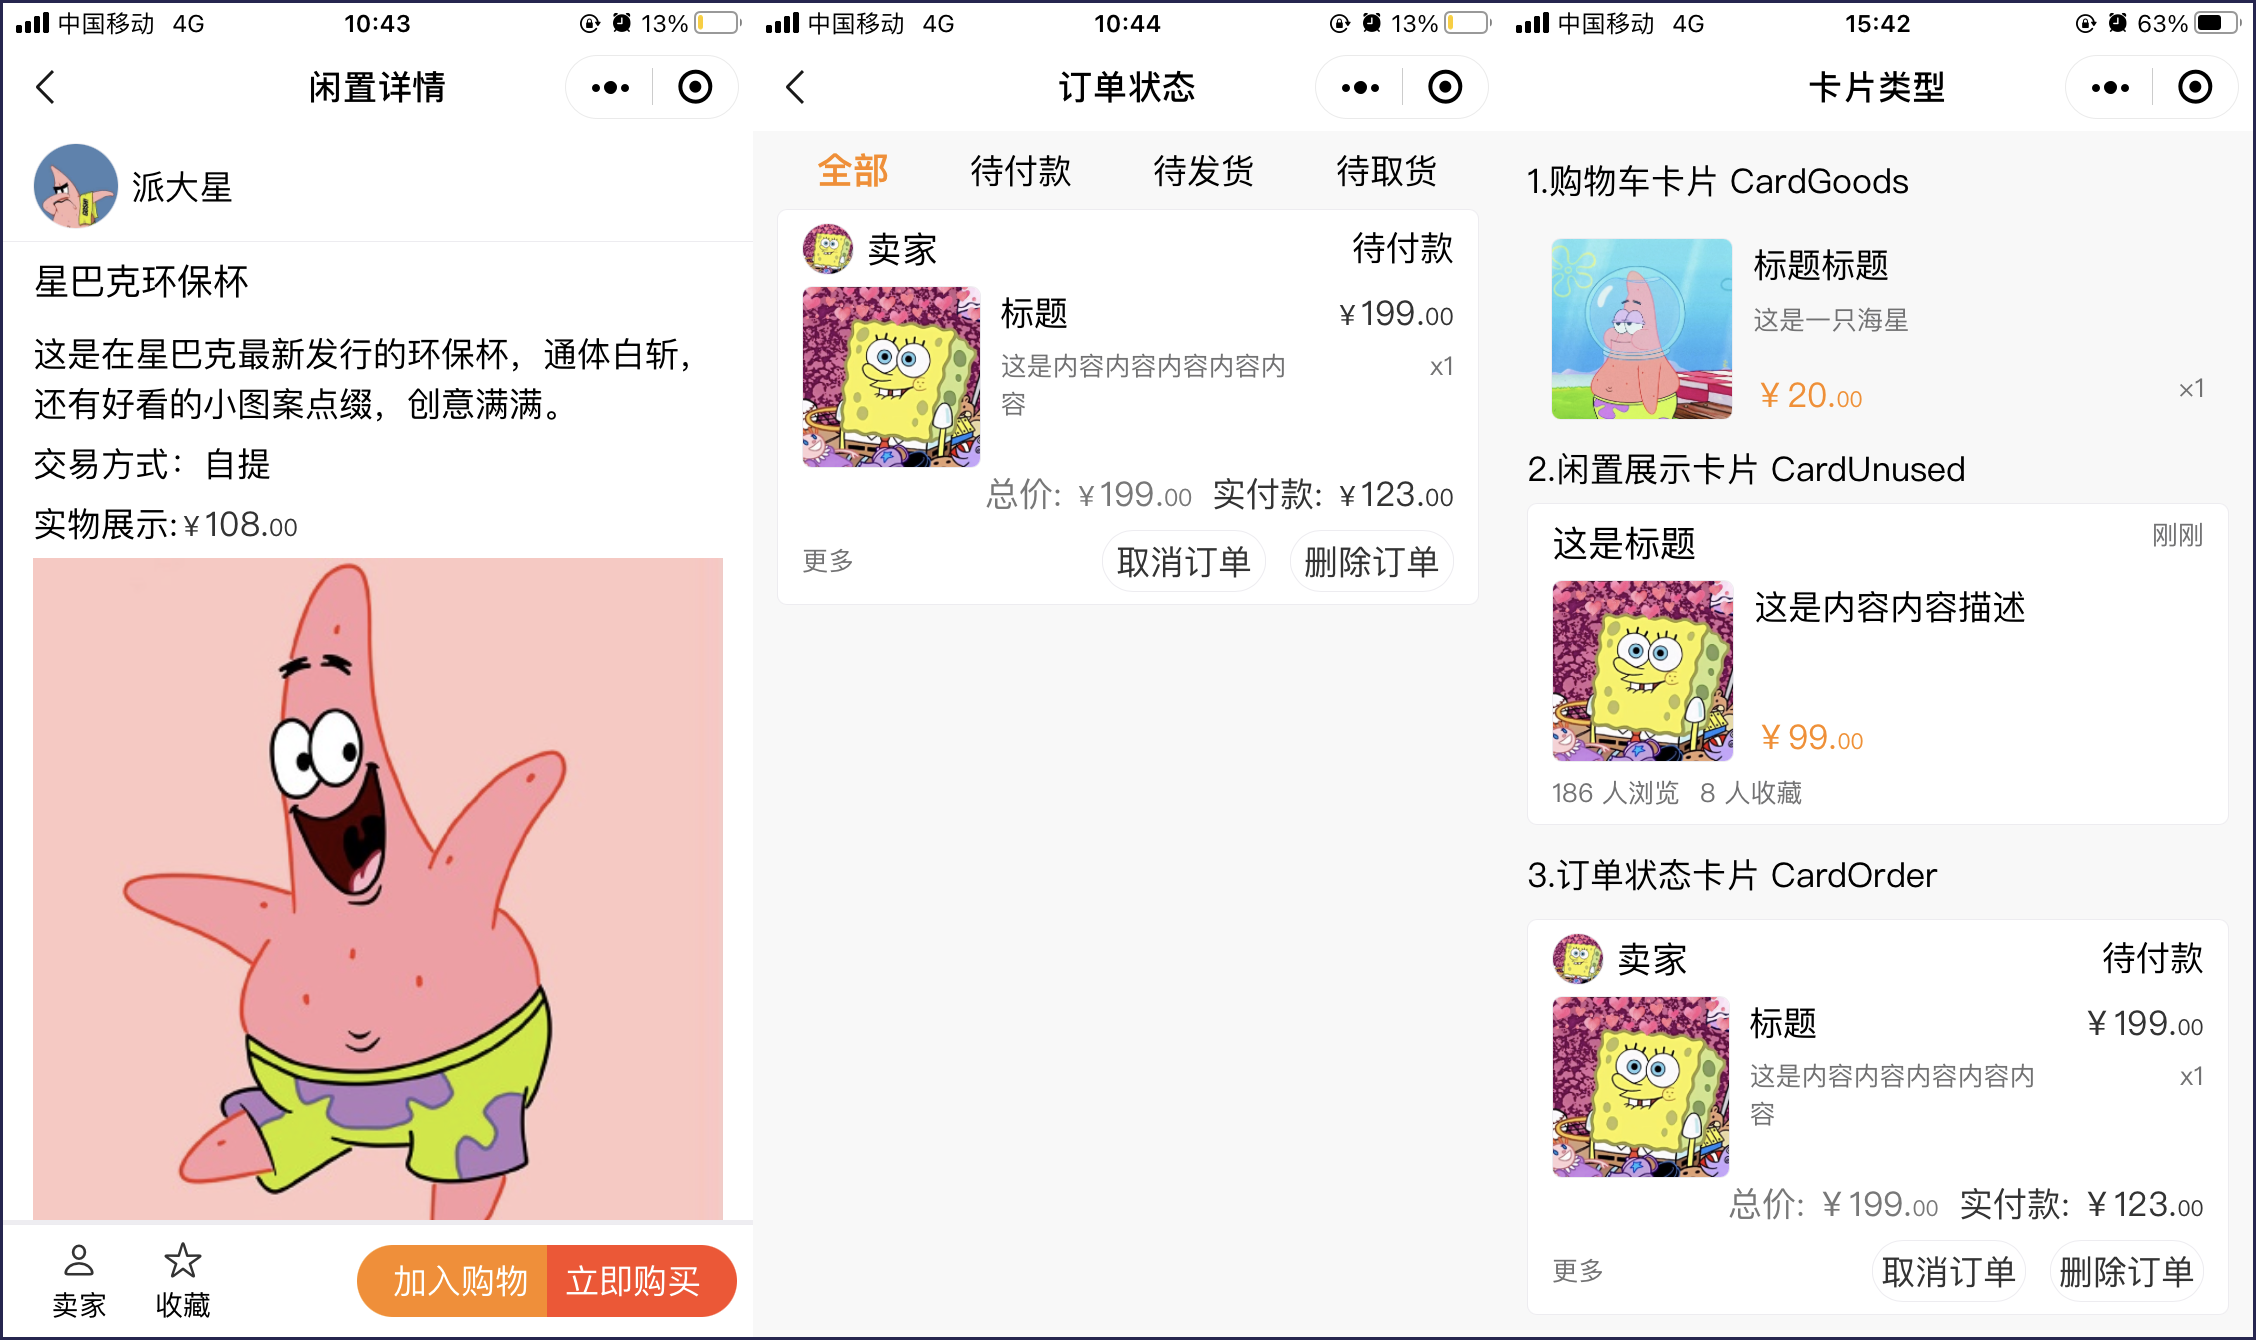 中国移动 4G 10:43 13%
闲置详情
派大星
星巴克环保杯
这是在星巴克最新发行的环保杯，通体白斩，
还有好看的小图案点缀，创意满满。
交易方式：自提
实物展示:￥108.00
卖家 收藏 加入购物 立即购买
中国移动 4G 10:44 13%
订单状态
全部 待付款 待发货 待取货
卖家 待付款
标题 ￥199.00
这是内容内容内容内容内 x1
容
总价: ￥199.00 实付款: ￥123.00
更多 取消订单 删除订单
中国移动 4G 15:42 63%
卡片类型
1.购物车卡片 CardGoods
标题标题
这是一只海星
￥20.00 ×1
2.闲置展示卡片 CardUnused
这是标题 刚刚
这是内容内容描述
￥99.00
186 人浏览 8 人收藏
3.订单状态卡片 CardOrder
卖家 待付款
标题 ￥199.00
这是内容内容内容内容内 x1
容
总价: ￥199.00 实付款: ￥123.00
更多 取消订单 删除订单